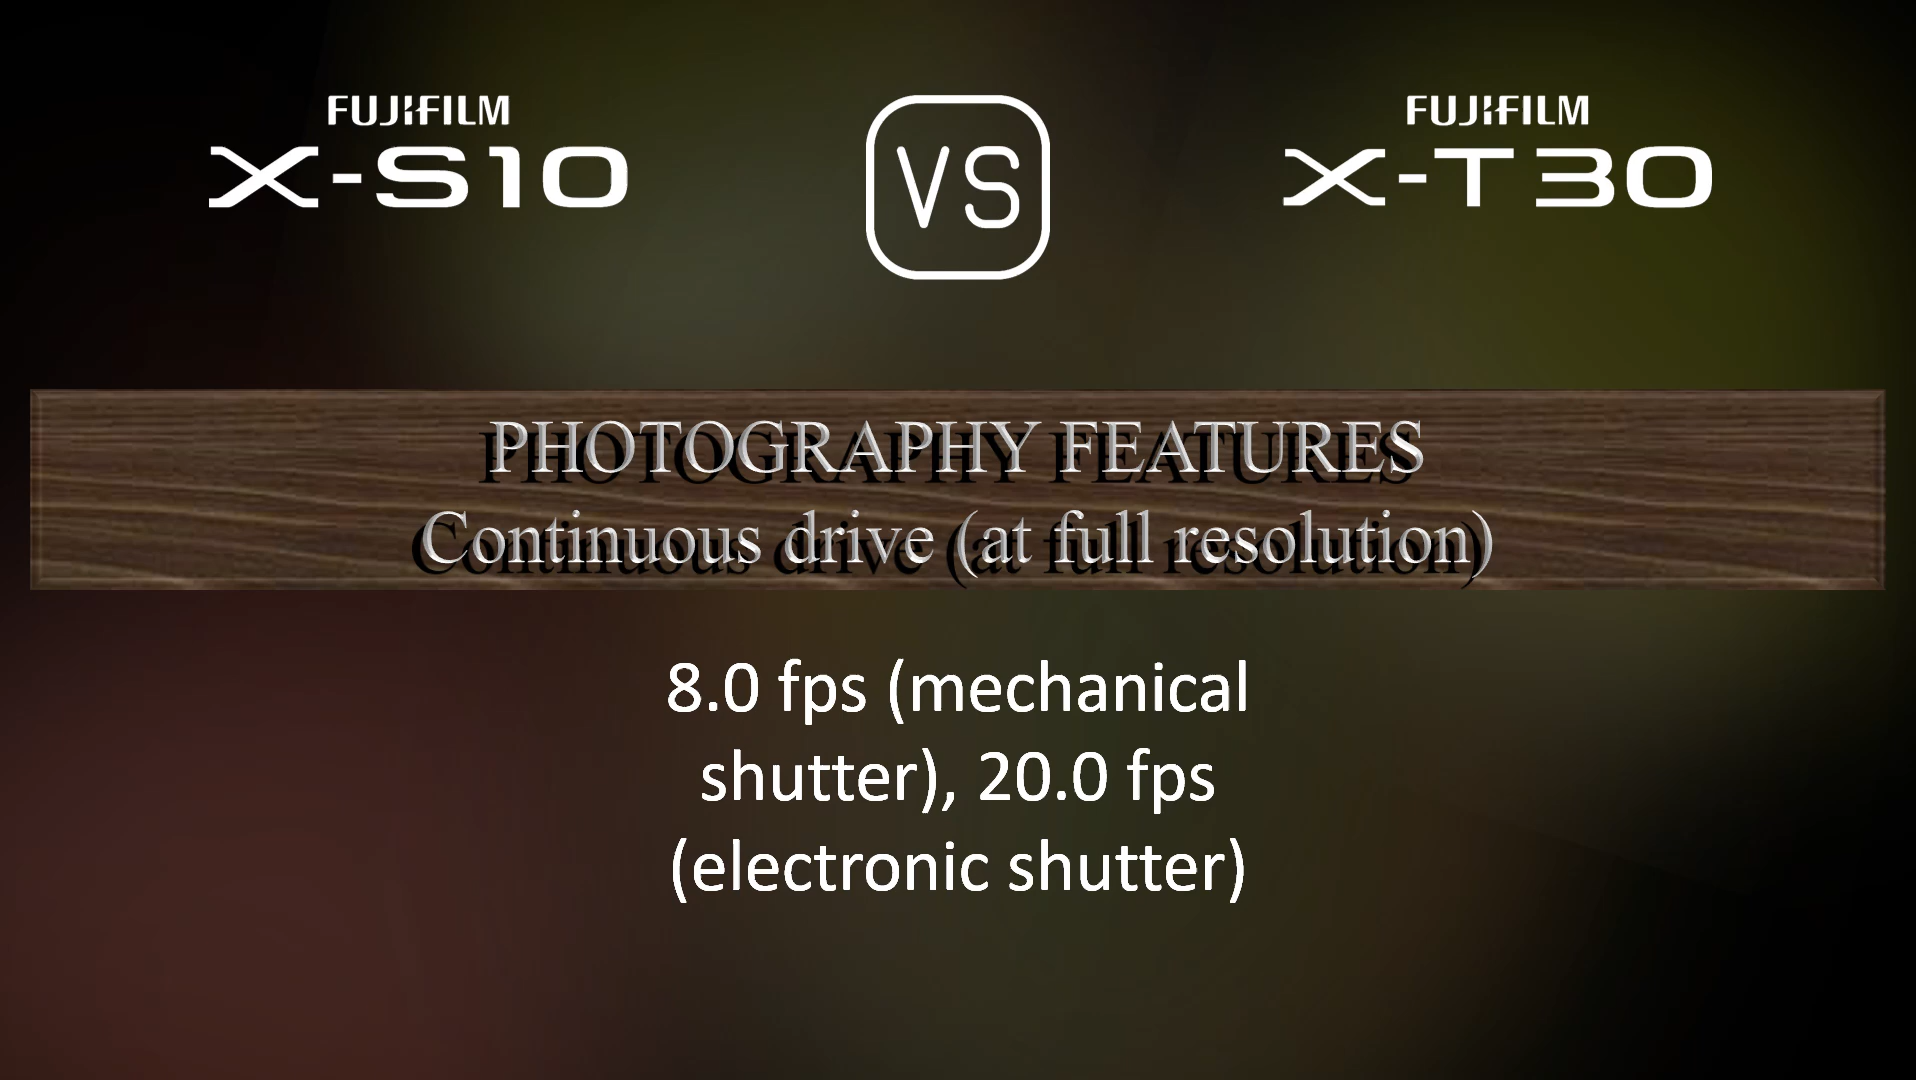 FUJIFILM
X-S10
VS
FUJIFILM
X-T30
PHOTOGRAPHY FEATURES
Continuous drive (at full resolution)
8.0 fps (mechanical
shutter), 20.0 fps
(electronic shutter)